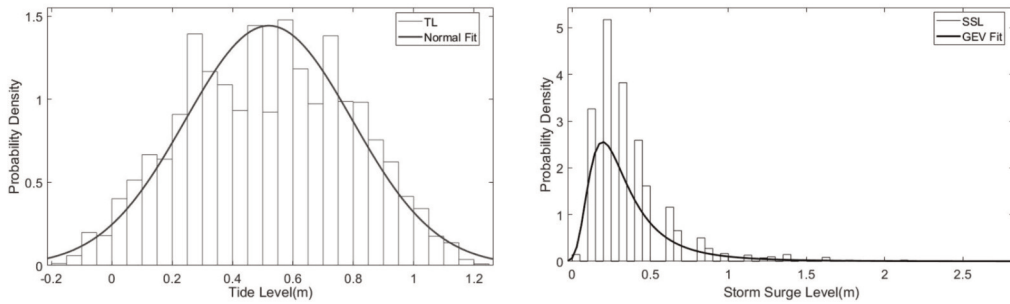 1.5
1
0.5
0
Probability Density
-0.2 0 0.2 0.4 0.6 0.8 1.0 1.2
Tide Level(m)
TL
Normal Fit
6
5
4
3
2
1
0
Probability Density
0 0.5 1 1.5 2 2.5
Storm Surge Level(m)
SSL
GEV Fit